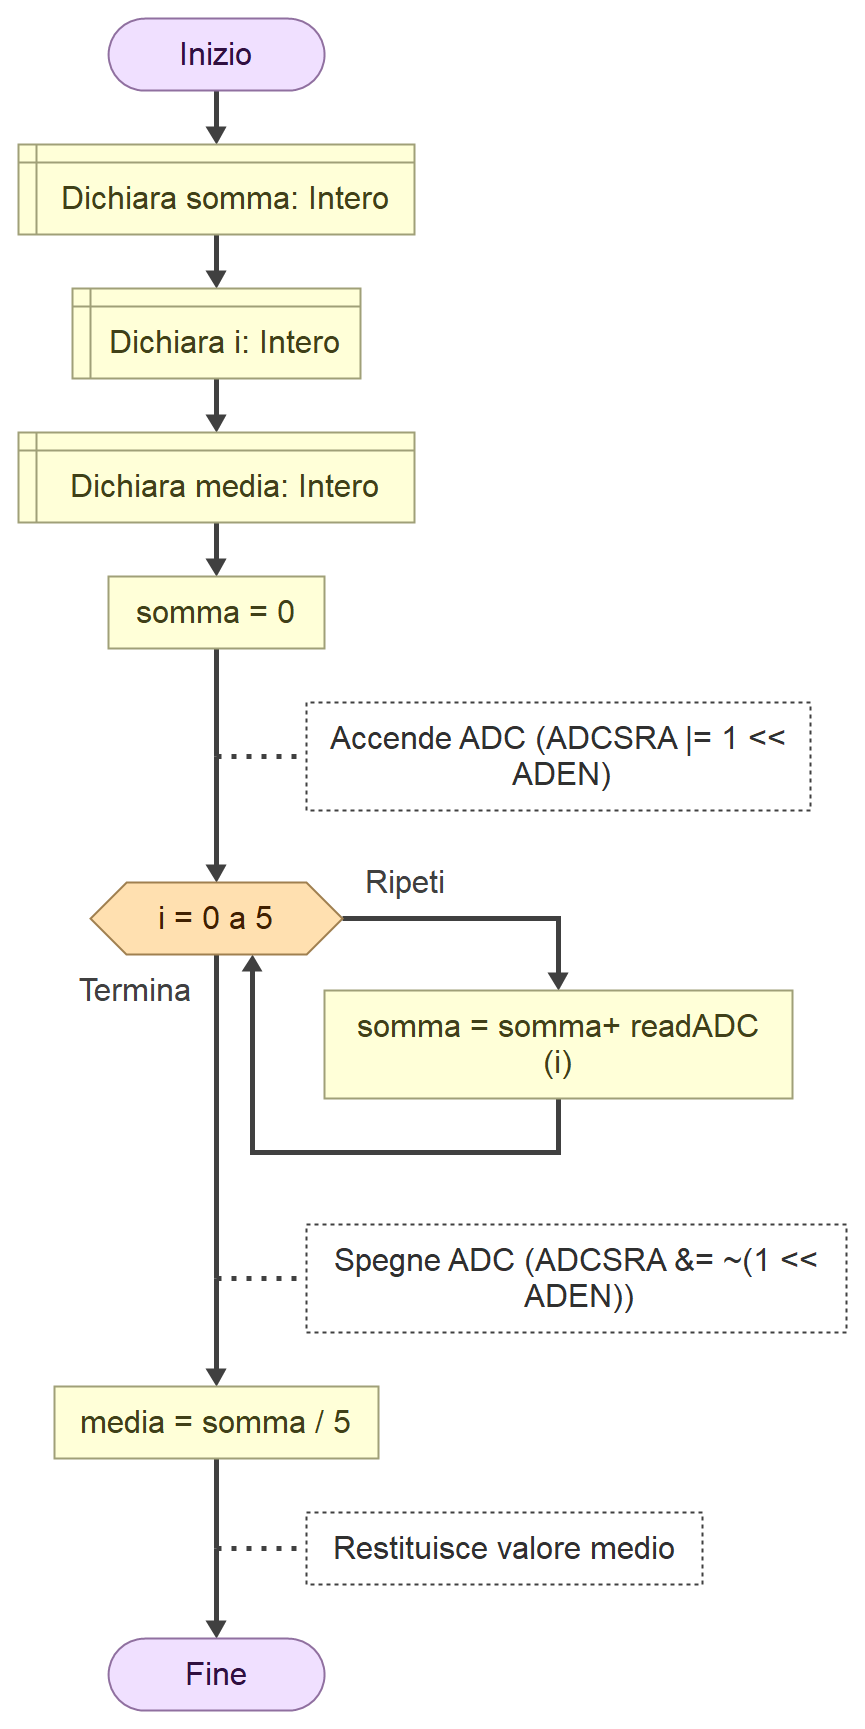 Inizio
Dichiara somma: Intero
Dichiara i: Intero
Dichiara media: Intero
somma = 0
Accende ADC (ADCSRA |= 1 <<
ADEN)
Ripeti
i = 0 a 5
Termina
somma = somma+ readADC
(i)
Spegne ADC (ADCSRA &= ~(1 <<
ADEN))
media = somma / 5
Restituisce valore medio
Fine